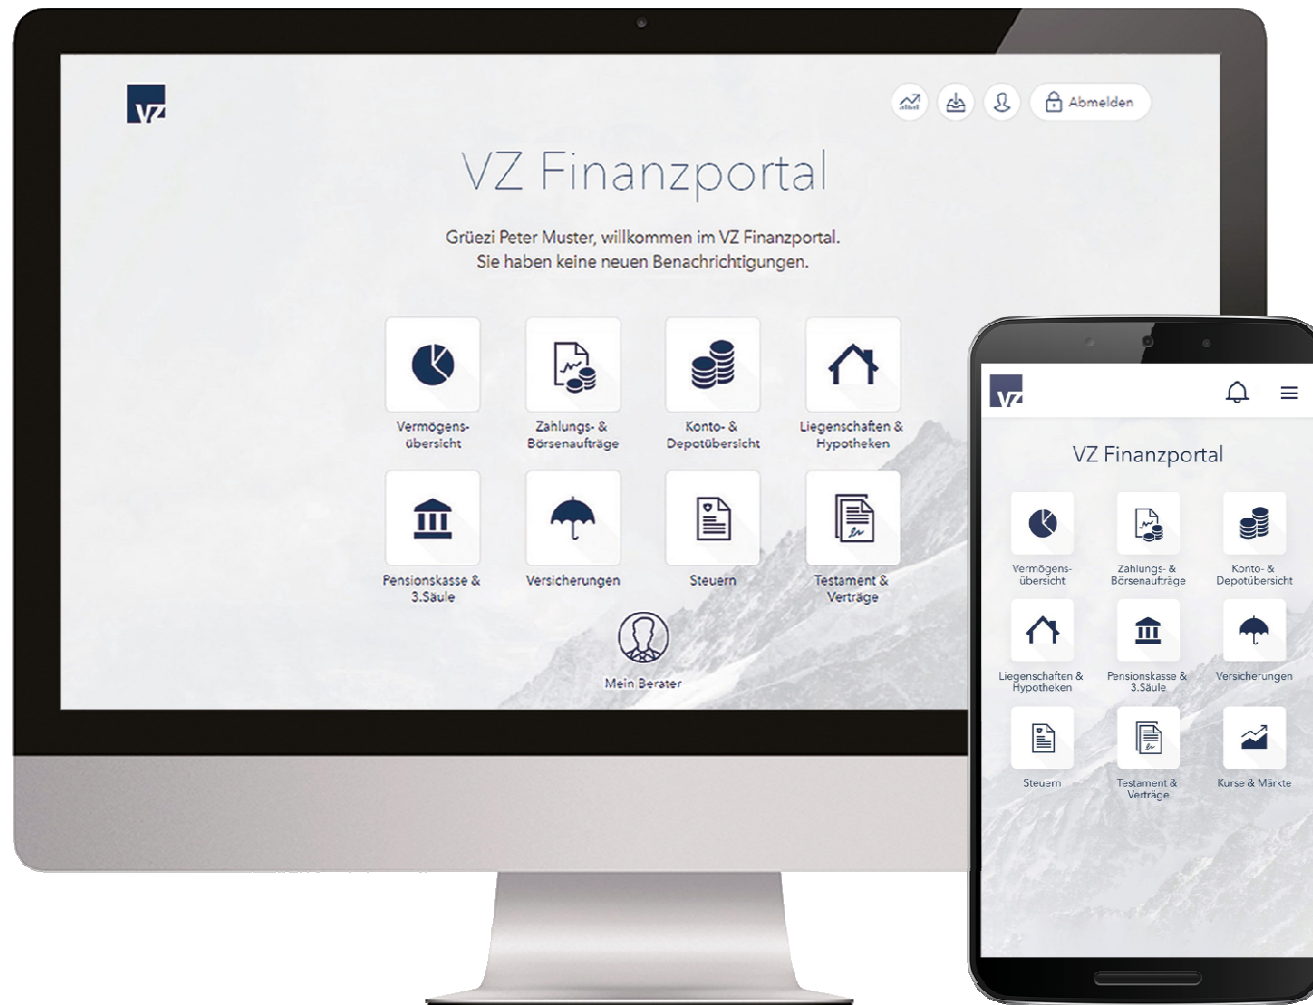 VZ
Abmelden
VZ Finanzportal
Grüezi Peter Muster, willkommen im VZ Finanzportal.
Sie haben keine neuen Benachrichtigungen.
Vermögens-
übersicht
Zahlungs- &
Börsenaufträge
Konto- &
Depotübersicht
Liegenschaften &
Hypotheken
Pensionskasse &
3.Säule
Versicherungen
Steuern
Testament &
Verträge
Mein Berater
VZ
VZ Finanzportal
Vermögens-
übersicht
Zahlungs- &
Börsenaufträge
Konto- &
Depotübersicht
Liegenschaften &
Hypotheken
Pensionskasse &
3.Säule
Versicherungen
Steuern
Testament &
Verträge
Kurse & Märkte